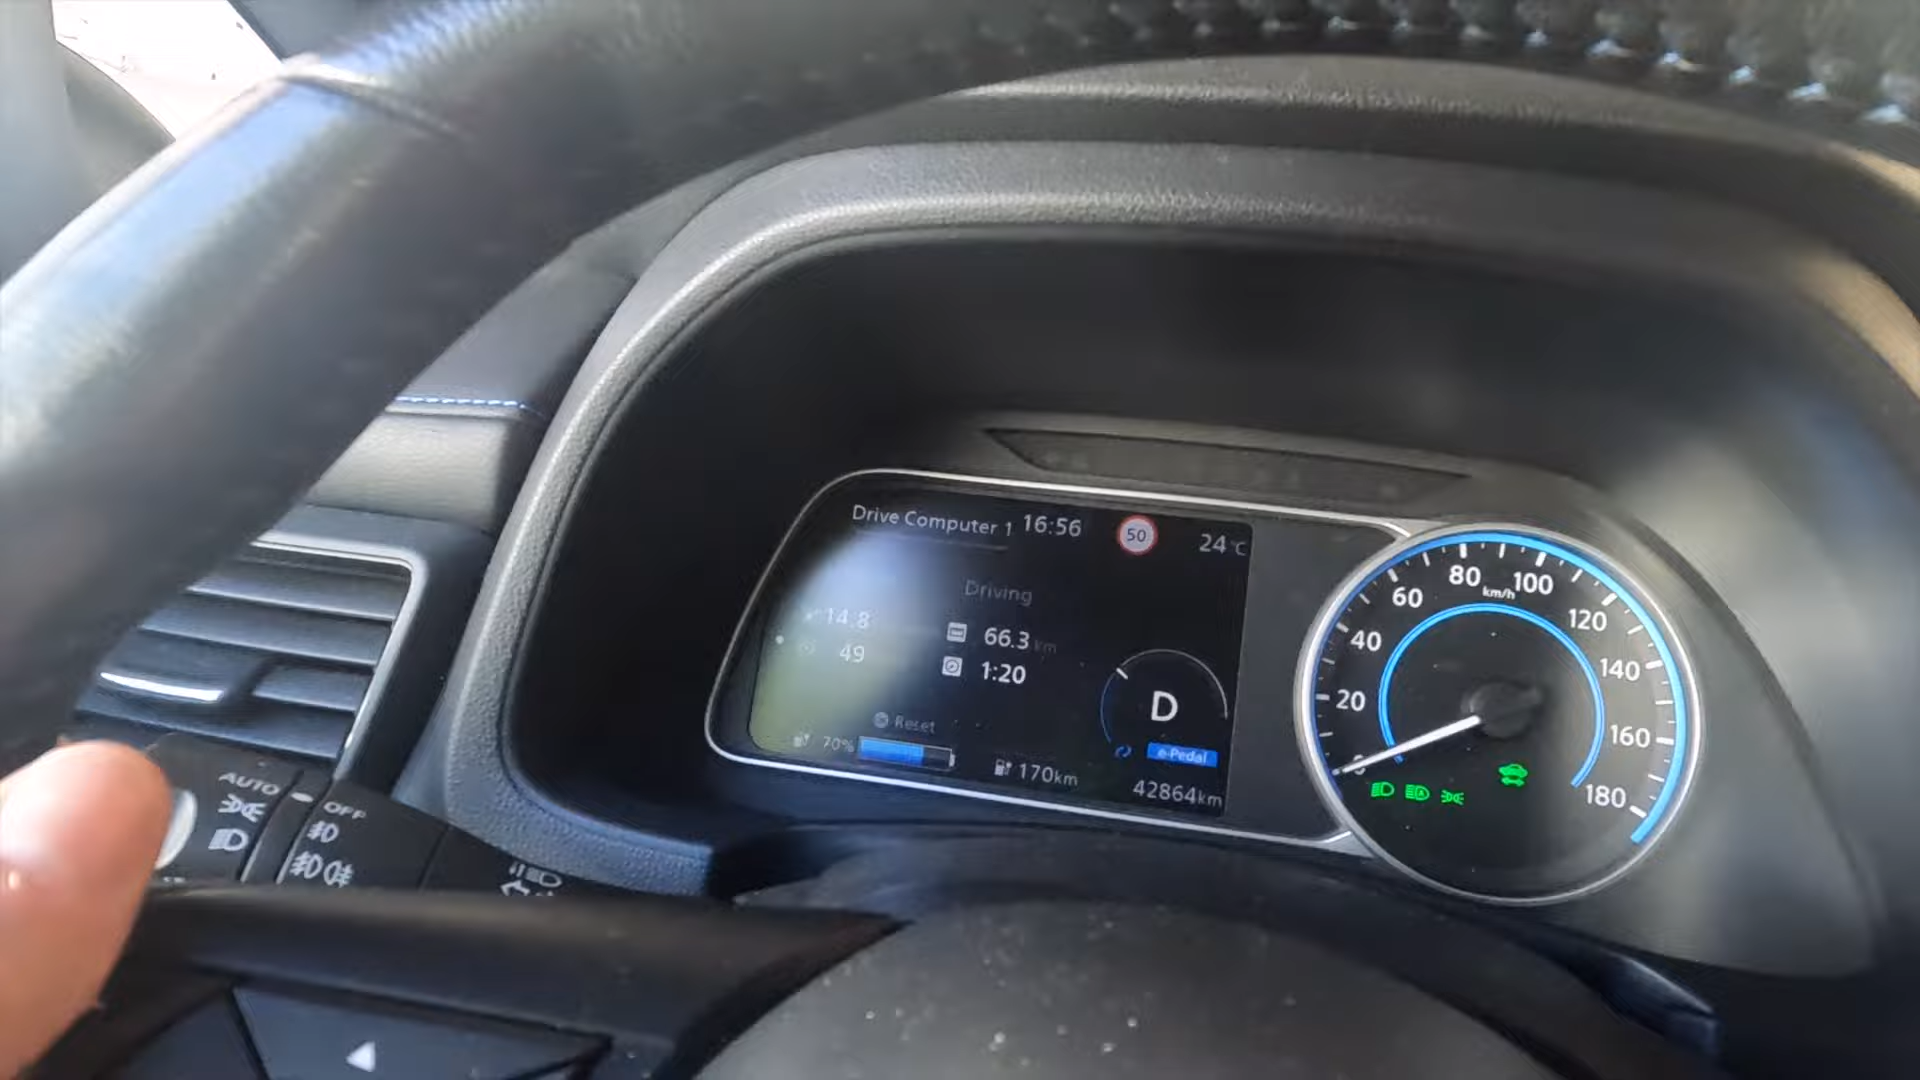 Drive Computer 1 16:56 50 24°C
Driving
14.8 66.3 km
49 1:20
Reset
70% 170km
D
e-Pedal
42864km
0 20 40 60 80 100 120 140 160 180
km/h
AUTO
OFF